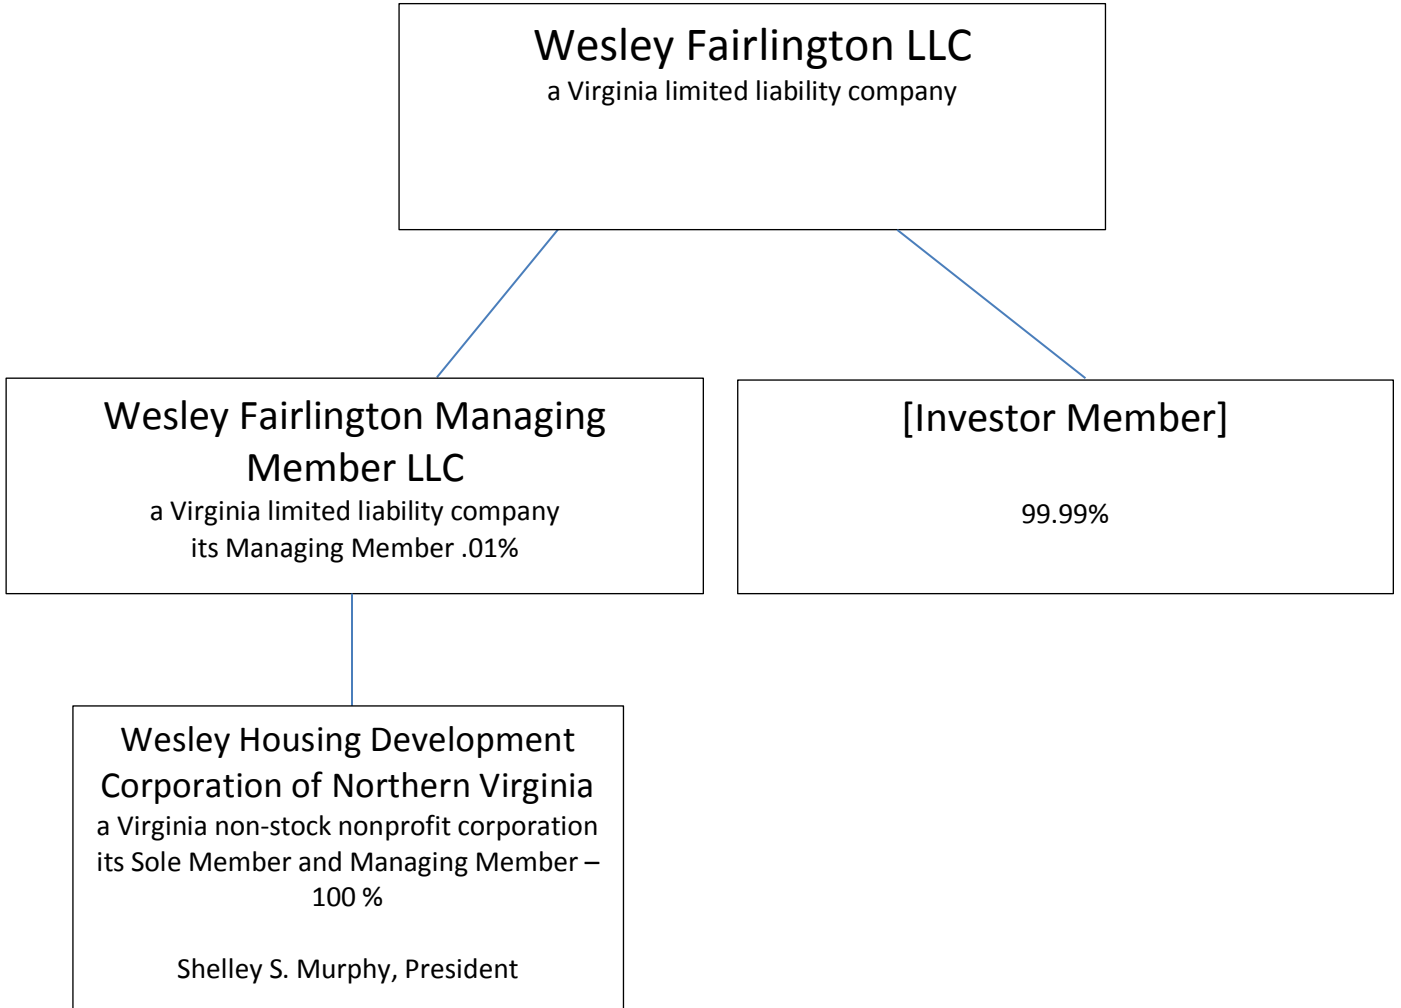 Wesley Fairlington LLC
a Virginia limited liability company
Wesley Fairlington Managing
Member LLC
a Virginia limited liability company
its Managing Member .01%
[Investor Member]
99.99%
Wesley Housing Development
Corporation of Northern Virginia
a Virginia non-stock nonprofit corporation
its Sole Member and Managing Member –
100 %
Shelley S. Murphy, President